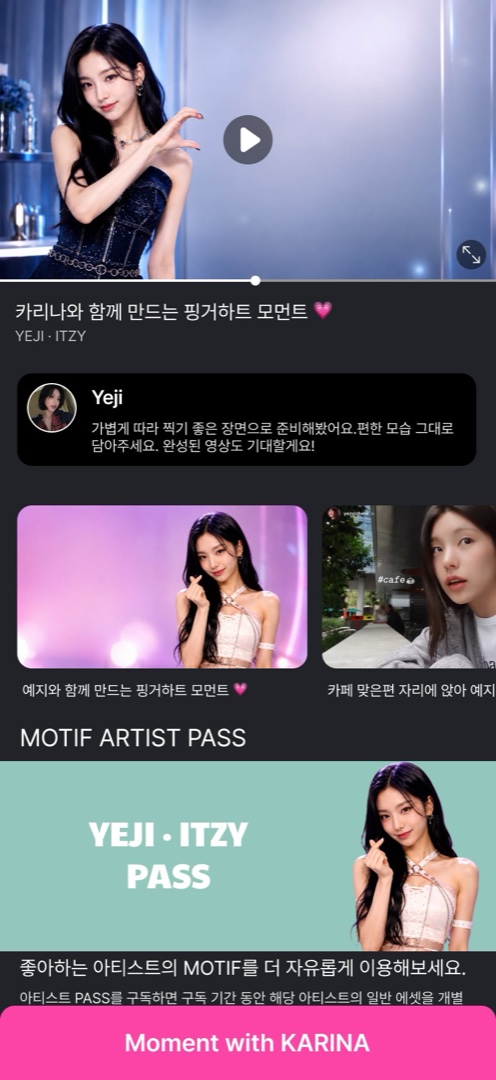 카리나와 함께 만드는 핑거하트 모먼트 💗
YEJI · ITZY
Yeji
가볍게 따라 찍기 좋은 장면으로 준비해봤어요.편한 모습 그대로
담아주세요. 완성된 영상도 기대할게요!
#cafe☕
예지와 함께 만드는 핑거하트 모먼트 💗
카페 맞은편 자리에 앉아 예지
MOTIF ARTIST PASS
YEJI · ITZY
PASS
좋아하는 아티스트의 MOTIF를 더 자유롭게 이용해보세요.
아티스트 PASS를 구독하면 구독 기간 동안 해당 아티스트의 일반 에셋을 개별
Moment with KARINA